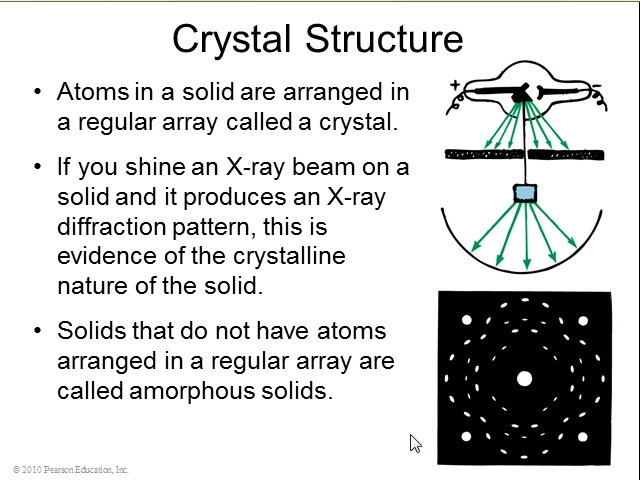 Crystal Structure
• Atoms in a solid are arranged in
a regular array called a crystal.
• If you shine an X-ray beam on a
solid and it produces an X-ray
diffraction pattern, this is
evidence of the crystalline
nature of the solid.
• Solids that do not have atoms
arranged in a regular array are
called amorphous solids.
+ −
© 2010 Pearson Education, Inc.